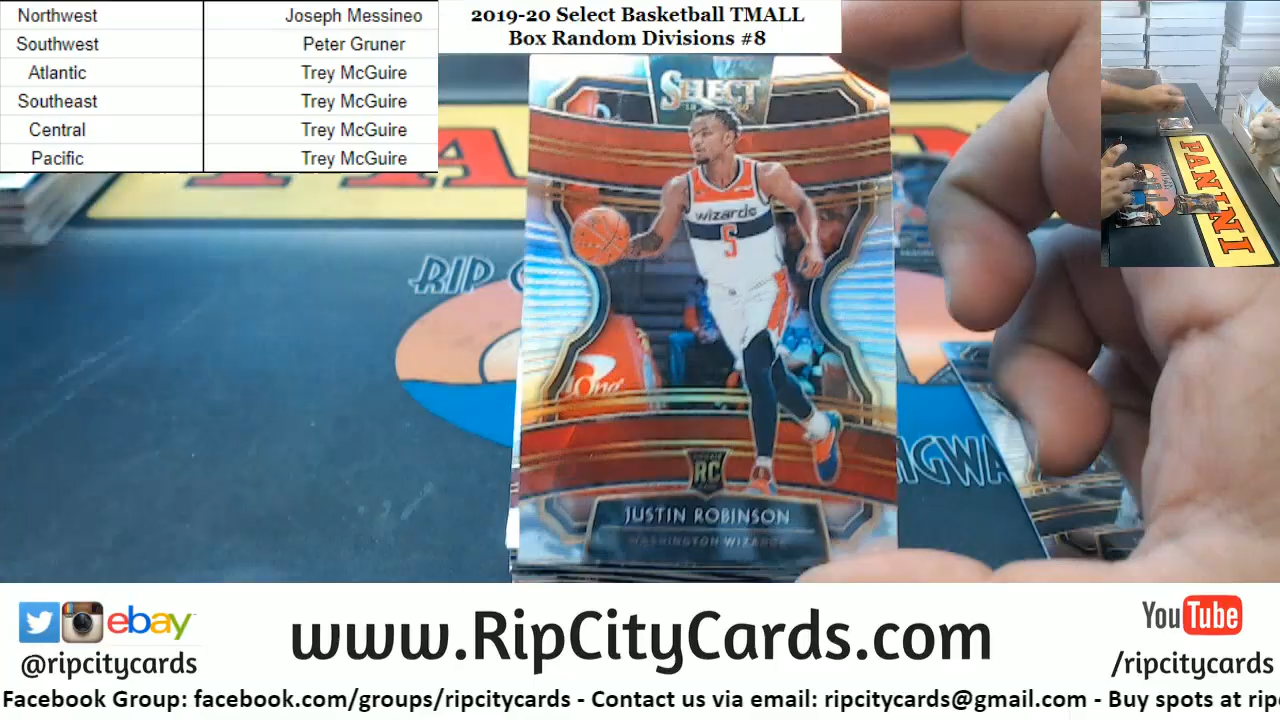 Northwest Joseph Messineo
Southwest Peter Gruner
Atlantic Trey McGuire
Southeast Trey McGuire
Central Trey McGuire
Pacific Trey McGuire
2019-20 Select Basketball TMALL
Box Random Divisions #8
SELECT
wizards
5
RIP
RC
JUSTIN ROBINSON
WASHINGTON WIZARDS
PANINI
ebay
@ripcitycards
www.RipCityCards.com
YouTube
/ripcitycards
Facebook Group: facebook.com/groups/ripcitycards - Contact us via email: ripcitycards@gmail.com - Buy spots at rip